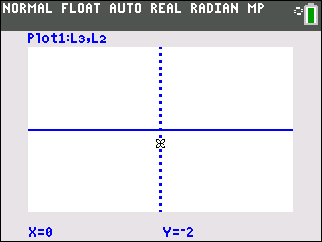 NORMAL FLOAT AUTO REAL RADIAN MP
Plot1:L₃,L₂
X=0 Y=⁻2